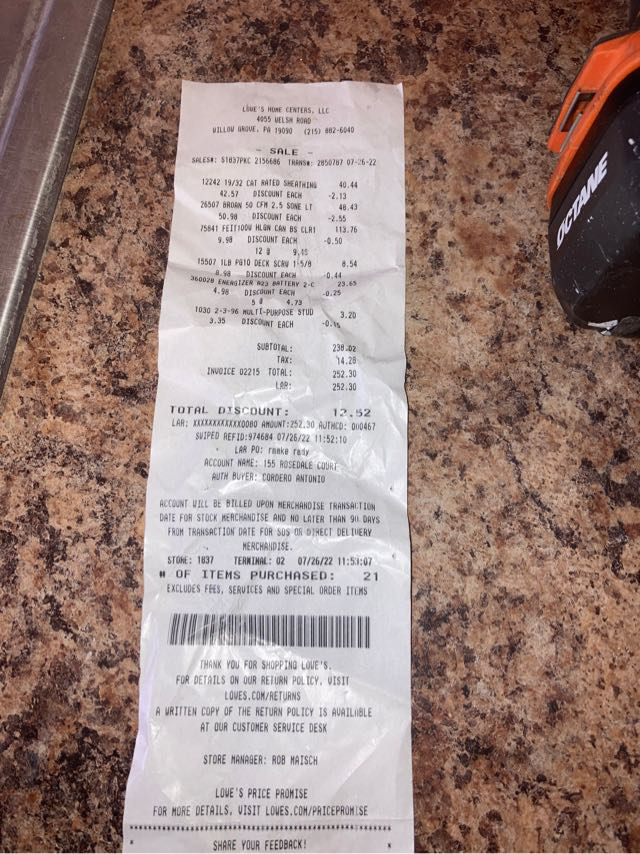 LOWE'S HOME CENTERS, LLC
4055 WELSH ROAD
WILLOW GROVE, PA 19090 (215) 882-6040
- SALE -
SALES#: S1837PKC 2156686 TRANS#: 2850787 07-26-22
12242 19/32 CAT RATED SHEATHING 40.44
42.57 DISCOUNT EACH -2.13
26507 BROAN 50 CFM 2.5 SONE LT 48.43
50.98 DISCOUNT EACH -2.55
75841 FEIT100W HLGN CAN BS CLR1 113.76
9.98 DISCOUNT EACH -0.50
12 @ 9.48
15507 1LB PG10 DECK SCRW 1-5/8 8.54
8.98 DISCOUNT EACH -0.44
360028 ENERGIZER A23 BATTERY 2-C 23.65
4.98 DISCOUNT EACH -0.25
5 @ 4.73
1030 2-3-96 MULTI-PURPOSE STUD 3.20
3.35 DISCOUNT EACH -0.15
SUBTOTAL: 238.02
TAX: 14.28
INVOICE 02215 TOTAL: 252.30
LAR: 252.30
TOTAL DISCOUNT: 12.52
LAR: XXXXXXXXXXXX0080 AMOUNT:252.30 AUTHCD: 000467
SWIPED REFID:974684 07/26/22 11:52:10
LAR PO: rmake redy
ACCOUNT NAME: 155 ROSEDALE COURT
AUTH BUYER: CORDERO ANTONIO
ACCOUNT WILL BE BILLED UPON MERCHANDISE TRANSACTION
DATE FOR STOCK MERCHANDISE AND NO LATER THAN 90 DAYS
FROM TRANSACTION DATE FOR SOS OR DIRECT DELIVERY
MERCHANDISE.
STORE: 1837 TERMINAL: 02 07/26/22 11:53:07
# OF ITEMS PURCHASED: 21
EXCLUDES FEES, SERVICES AND SPECIAL ORDER ITEMS
THANK YOU FOR SHOPPING LOWE'S.
FOR DETAILS ON OUR RETURN POLICY, VISIT
LOWES.COM/RETURNS
A WRITTEN COPY OF THE RETURN POLICY IS AVAILABLE
AT OUR CUSTOMER SERVICE DESK
STORE MANAGER: ROB MAISCH
LOWE'S PRICE PROMISE
FOR MORE DETAILS, VISIT LOWES.COM/PRICEPROMISE
****************************************************
* SHARE YOUR FEEDBACK! *
OCTANE